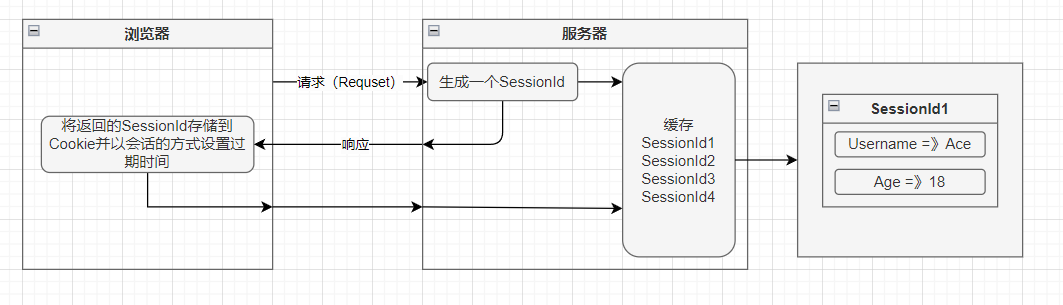 浏览器
服务器
请求（Requset）
生成一个SessionId
将返回的SessionId存储到
Cookie并以会话的方式设置过
期时间
响应
缓存
SessionId1
SessionId2
SessionId3
SessionId4
SessionId1
Username =》Ace
Age =》18